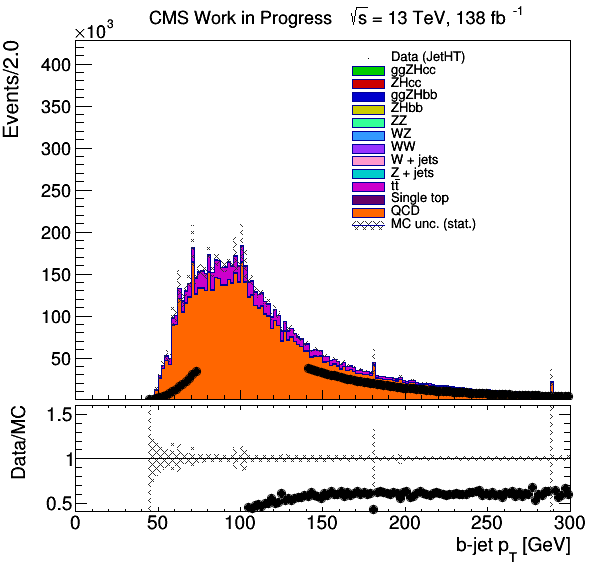 CMS Work in Progress √s = 13 TeV, 138 fb -1
×10³
Events/2.0
400
350
300
250
200
150
100
50
Data (JetHT)
ggZHcc
ZHcc
ggZHbb
ZHbb
ZZ
WZ
WW
W + jets
Z + jets
tt̄
Single top
QCD
MC unc. (stat.)
Data/MC
1.5
1
0.5
0 50 100 150 200 250 300
b-jet p_T [GeV]